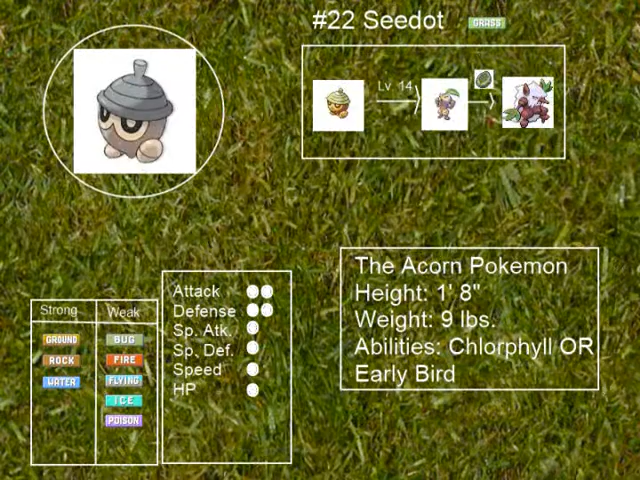 #22 Seedot GRASS
Lv 14
The Acorn Pokemon
Height: 1' 8"
Weight: 9 lbs.
Abilities: Chlorphyll OR
Early Bird
Attack
Defense
Sp. Atk.
Sp. Def.
Speed
HP
Strong
GROUND
ROCK
WATER
Weak
BUG
FIRE
FLYING
ICE
POISON